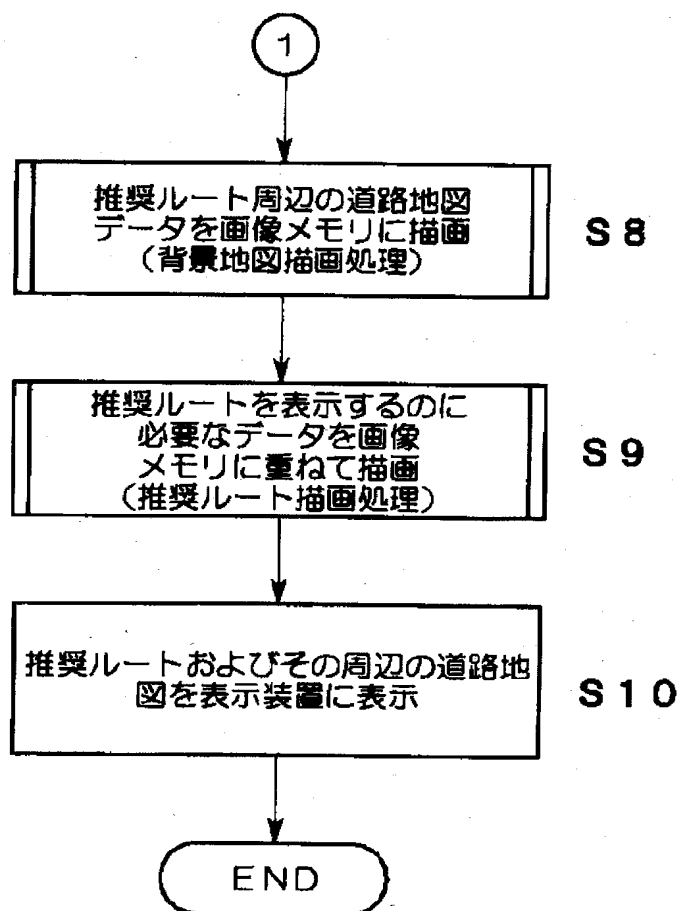 1
推奨ルート周辺の道路地図
データを画像メモリに描画
(背景地図描画処理)
S8
推奨ルートを表示するのに
必要なデータを画像
メモリに重ねて描画
(推奨ルート描画処理)
S9
推奨ルートおよびその周辺の道路地
図を表示装置に表示
S10
END